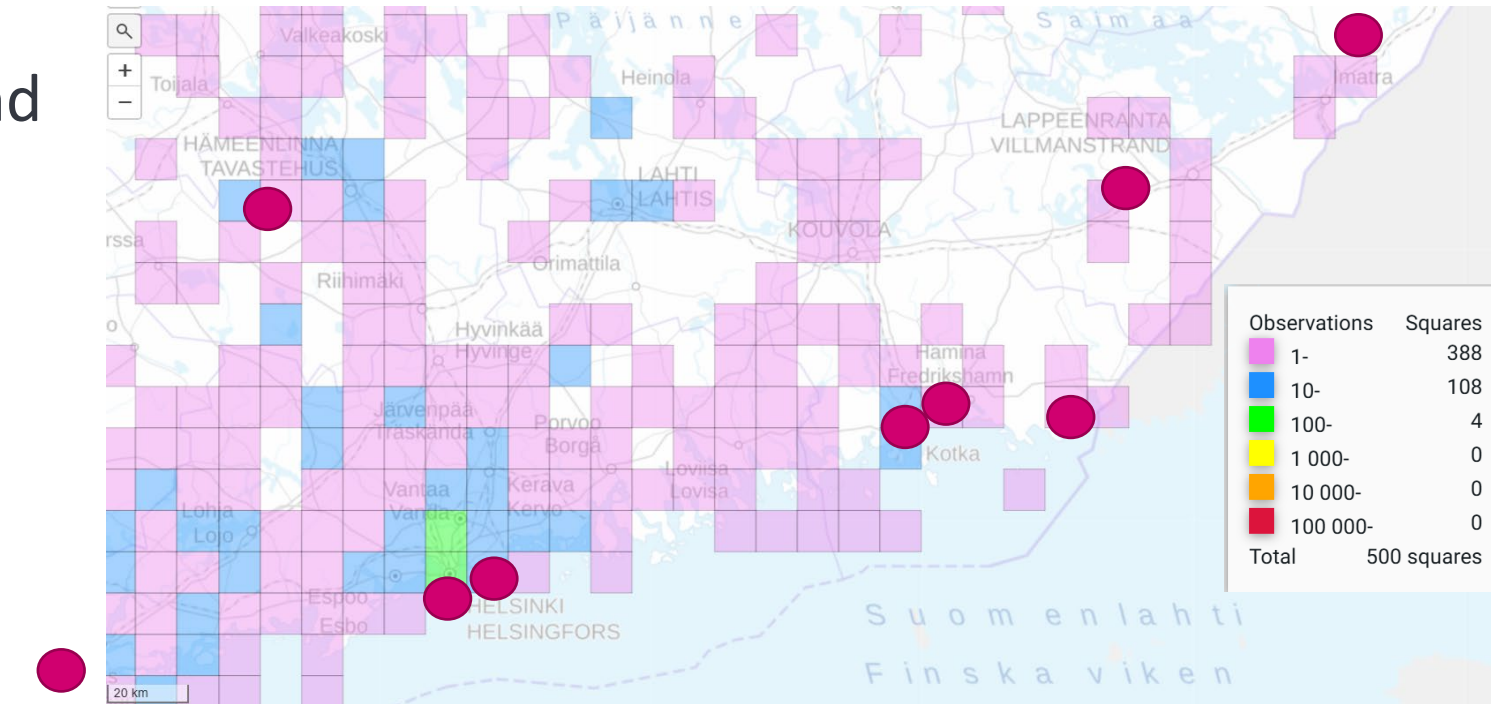 nd
Päijänne
Saimaa
Valkeakoski
Toijala
Heinola
Imatra
+
−
LAPPEENRANTA
VILLMANSTRAND
HÄMEENLINNA
TAVASTEHUS
LAHTI
LAHTIS
KOUVOLA
rssa
Orimattila
Riihimäki
o
Hyvinkää
Hyvinge
Hamina
Fredrikshamn
Järvenpää
Träskända
Porvoo
Borgå
Kotka
Loviisa
Lovisa
Vantaa
Vanda
Kerava
Kervo
Lohja
Lojo
Espoo
Esbo
HELSINKI
HELSINGFORS
Suomenlahti
Finska viken
s
20 km
Observations Squares
1- 388
10- 108
100- 4
1 000- 0
10 000- 0
100 000- 0
Total 500 squares